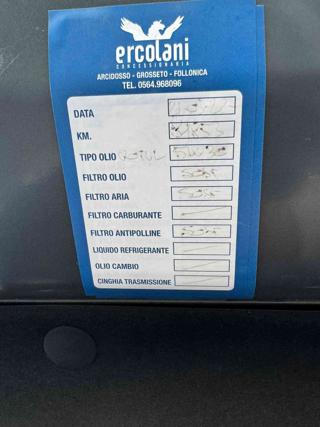 ercolani
CONCESSIONARIA
ARCIDOSSO - GROSSETO - FOLLONICA
TEL. 0564.968096
DATA
KM.
TIPO OLIO 5W30
FILTRO OLIO
FILTRO ARIA
FILTRO CARBURANTE
FILTRO ANTIPOLLINE
LIQUIDO REFRIGERANTE
OLIO CAMBIO
CINGHIA TRASMISSIONE